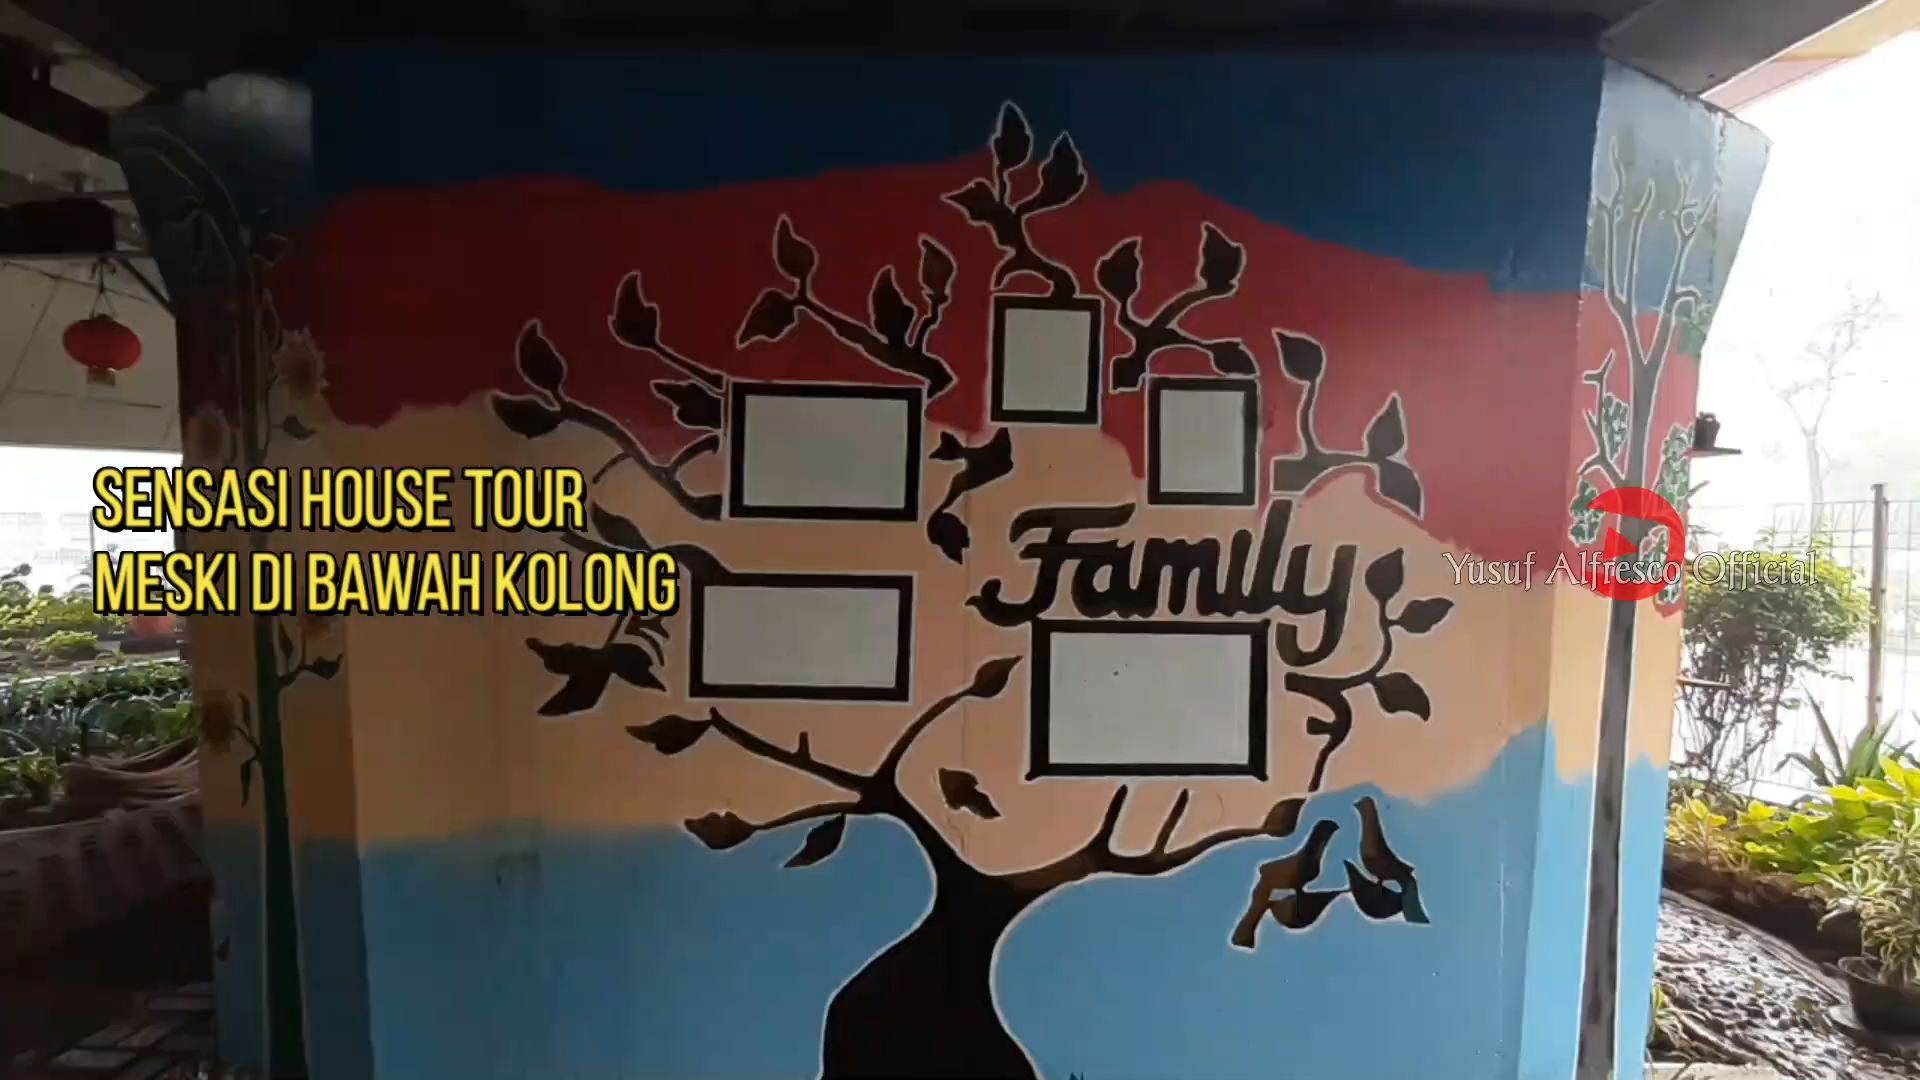 SENSASI HOUSE TOUR
MESKI DI BAWAH KOLONG
Family
Yusuf Alfresco Official